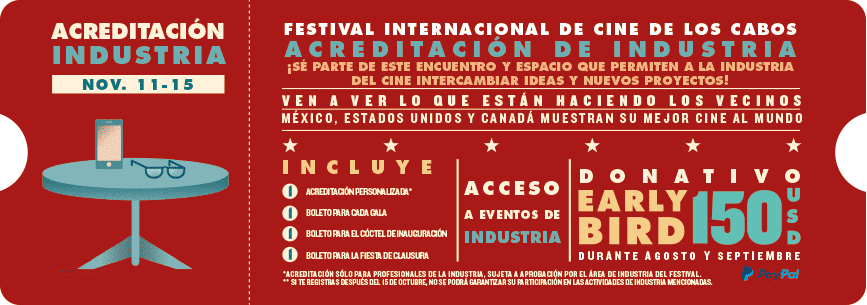 ACREDITACIÓN
INDUSTRIA
NOV. 11-15
FESTIVAL INTERNACIONAL DE CINE DE LOS CABOS
ACREDITACIÓN DE INDUSTRIA
¡SÉ PARTE DE ESTE ENCUENTRO Y ESPACIO QUE PERMITEN A LA INDUSTRIA
DEL CINE INTERCAMBIAR IDEAS Y NUEVOS PROYECTOS!
VEN A VER LO QUE ESTÁN HACIENDO LOS VECINOS
MÉXICO, ESTADOS UNIDOS Y CANADÁ MUESTRAN SU MEJOR CINE AL MUNDO
INCLUYE
1 ACREDITACIÓN PERSONALIZADA*
1 BOLETO PARA CADA GALA
1 BOLETO PARA EL CÓCTEL DE INAUGURACIÓN
1 BOLETO PARA LA FIESTA DE CLAUSURA
ACCESO
A EVENTOS DE
INDUSTRIA
DONATIVO
EARLY
BIRD
150
USD
DURANTE AGOSTO Y SEPTIEMBRE
*ACREDITACIÓN SÓLO PARA PROFESIONALES DE LA INDUSTRIA, SUJETA A APROBACIÓN POR EL ÁREA DE INDUSTRIA DEL FESTIVAL.
** SI TE REGISTRAS DESPUÉS DEL 15 DE OCTUBRE, NO SE PODRÁ GARANTIZAR SU PARTICIPACIÓN EN LAS ACTIVIDADES DE INDUSTRIA MENCIONADAS.
PayPal